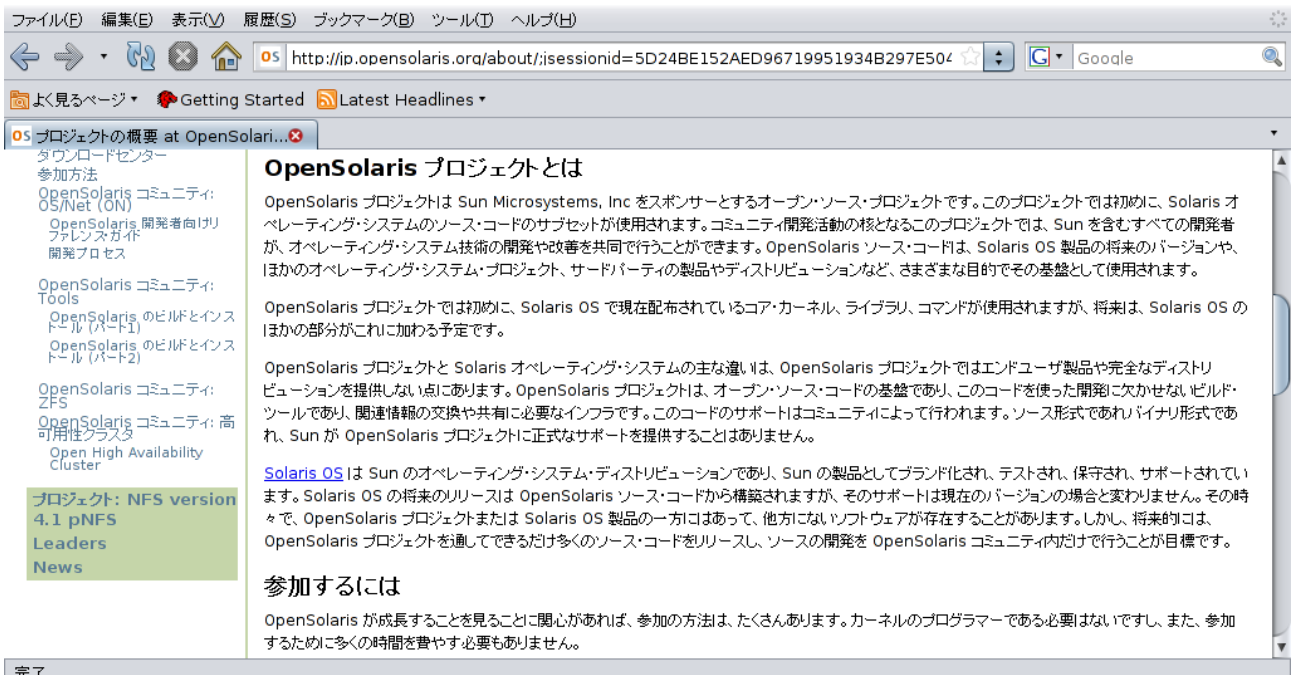 ファイル(F) 編集(E) 表示(V) 履歴(S) ブックマーク(B) ツール(T) ヘルプ(H)
OS http://jp.opensolaris.org/about/;jsessionid=5D24BE152AED96719951934B297E504 G Google
よく見るページ Getting Started Latest Headlines
OS プロジェクトの概要 at OpenSolari...
ダウンロードセンター
参加方法
OpenSolaris コミュニティ:
OS/Net (ON)
OpenSolaris 開発者向けリ
ファレンス・ガイド
開発プロセス
OpenSolaris コミュニティ:
Tools
OpenSolaris のビルドとインス
トール (パート1)
OpenSolaris のビルドとインス
トール (パート2)
OpenSolaris コミュニティ:
ZFS
OpenSolaris コミュニティ: 高
可用性クラスタ
Open High Availability
Cluster
プロジェクト: NFS version
4.1 pNFS
Leaders
News
OpenSolaris プロジェクトとは
OpenSolaris プロジェクトは Sun Microsystems, Inc をスポンサーとするオープン・ソース・プロジェクトです。このプロジェクトでは初めに、Solaris オ
ペレーティング・システムのソース・コードのサブセットが使用されます。コミュニティ開発活動の核となるこのプロジェクトでは、Sun を含むすべての開発者
が、オペレーティング・システム技術の開発や改善を共同で行うことができます。OpenSolaris ソース・コードは、Solaris OS 製品の将来のバージョンや、
ほかのオペレーティング・システム・プロジェクト、サードパーティの製品やディストリビューションなど、さまざまな目的でその基盤として使用されます。
OpenSolaris プロジェクトでは初めに、Solaris OS で現在配布されているコア・カーネル、ライブラリ、コマンドが使用されますが、将来は、Solaris OS の
ほかの部分がこれに加わる予定です。
OpenSolaris プロジェクトと Solaris オペレーティング・システムの主な違いは、OpenSolaris プロジェクトではエンドユーザ製品や完全なディストリ
ビューションを提供しない点にあります。OpenSolaris プロジェクトは、オープン・ソース・コードの基盤であり、このコードを使った開発に欠かせないビルド・
ツールであり、関連情報の交換や共有に必要なインフラです。このコードのサポートはコミュニティによって行われます。ソース形式であれバイナリ形式であ
れ、Sun が OpenSolaris プロジェクトに正式なサポートを提供することはありません。
Solaris OS は Sun のオペレーティング・システム・ディストリビューションであり、Sun の製品としてブランド化され、テストされ、保守され、サポートされてい
ます。Solaris OS の将来のリリースは OpenSolaris ソース・コードから構築されますが、そのサポートは現在のバージョンの場合と変わりません。その時
々で、OpenSolaris プロジェクトまたは Solaris OS 製品の一方にはあって、他方にないソフトウェアが存在することがあります。しかし、将来的には、
OpenSolaris プロジェクトを通してできるだけ多くのソース・コードをリリースし、ソースの開発を OpenSolaris コミュニティ内だけで行うことが目標です。
参加するには
OpenSolaris が成長することを見ることに関心があれば、参加の方法は、たくさんあります。カーネルのプログラマーである必要はないですし、また、参加
するために多くの時間を費やす必要もありません。
完了